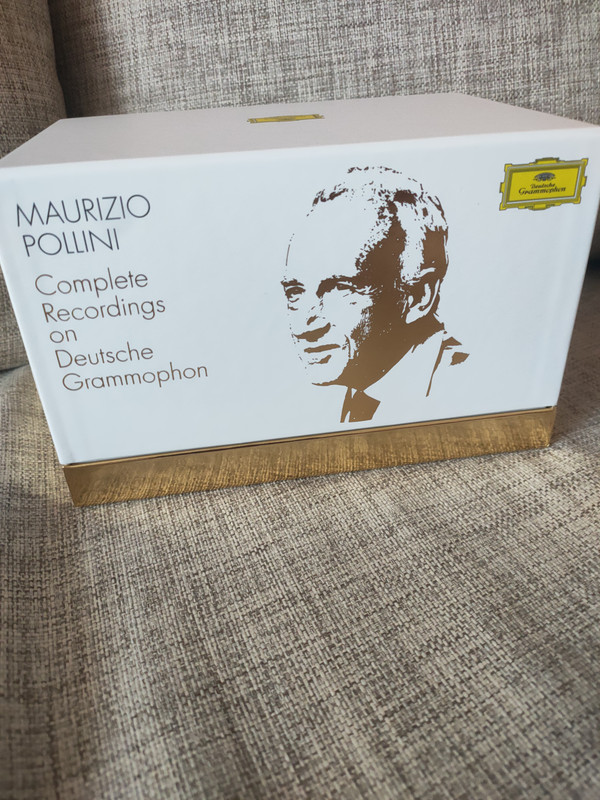 MAURIZIO
POLLINI
Complete
Recordings
on
Deutsche
Grammophon
Deutsche
Grammophon